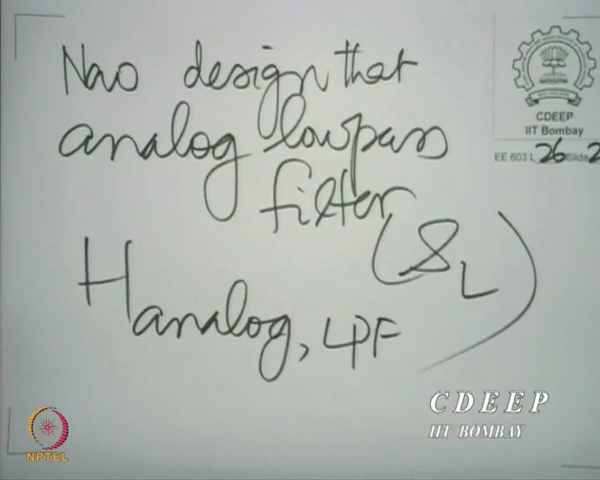 Now design that
analog lowpass
filter
Hanalog, LPF (SL)
CDEEP
IIT Bombay
EE 603 L 26 Slide 2
CDEEP
IIT BOMBAY
NPTEL